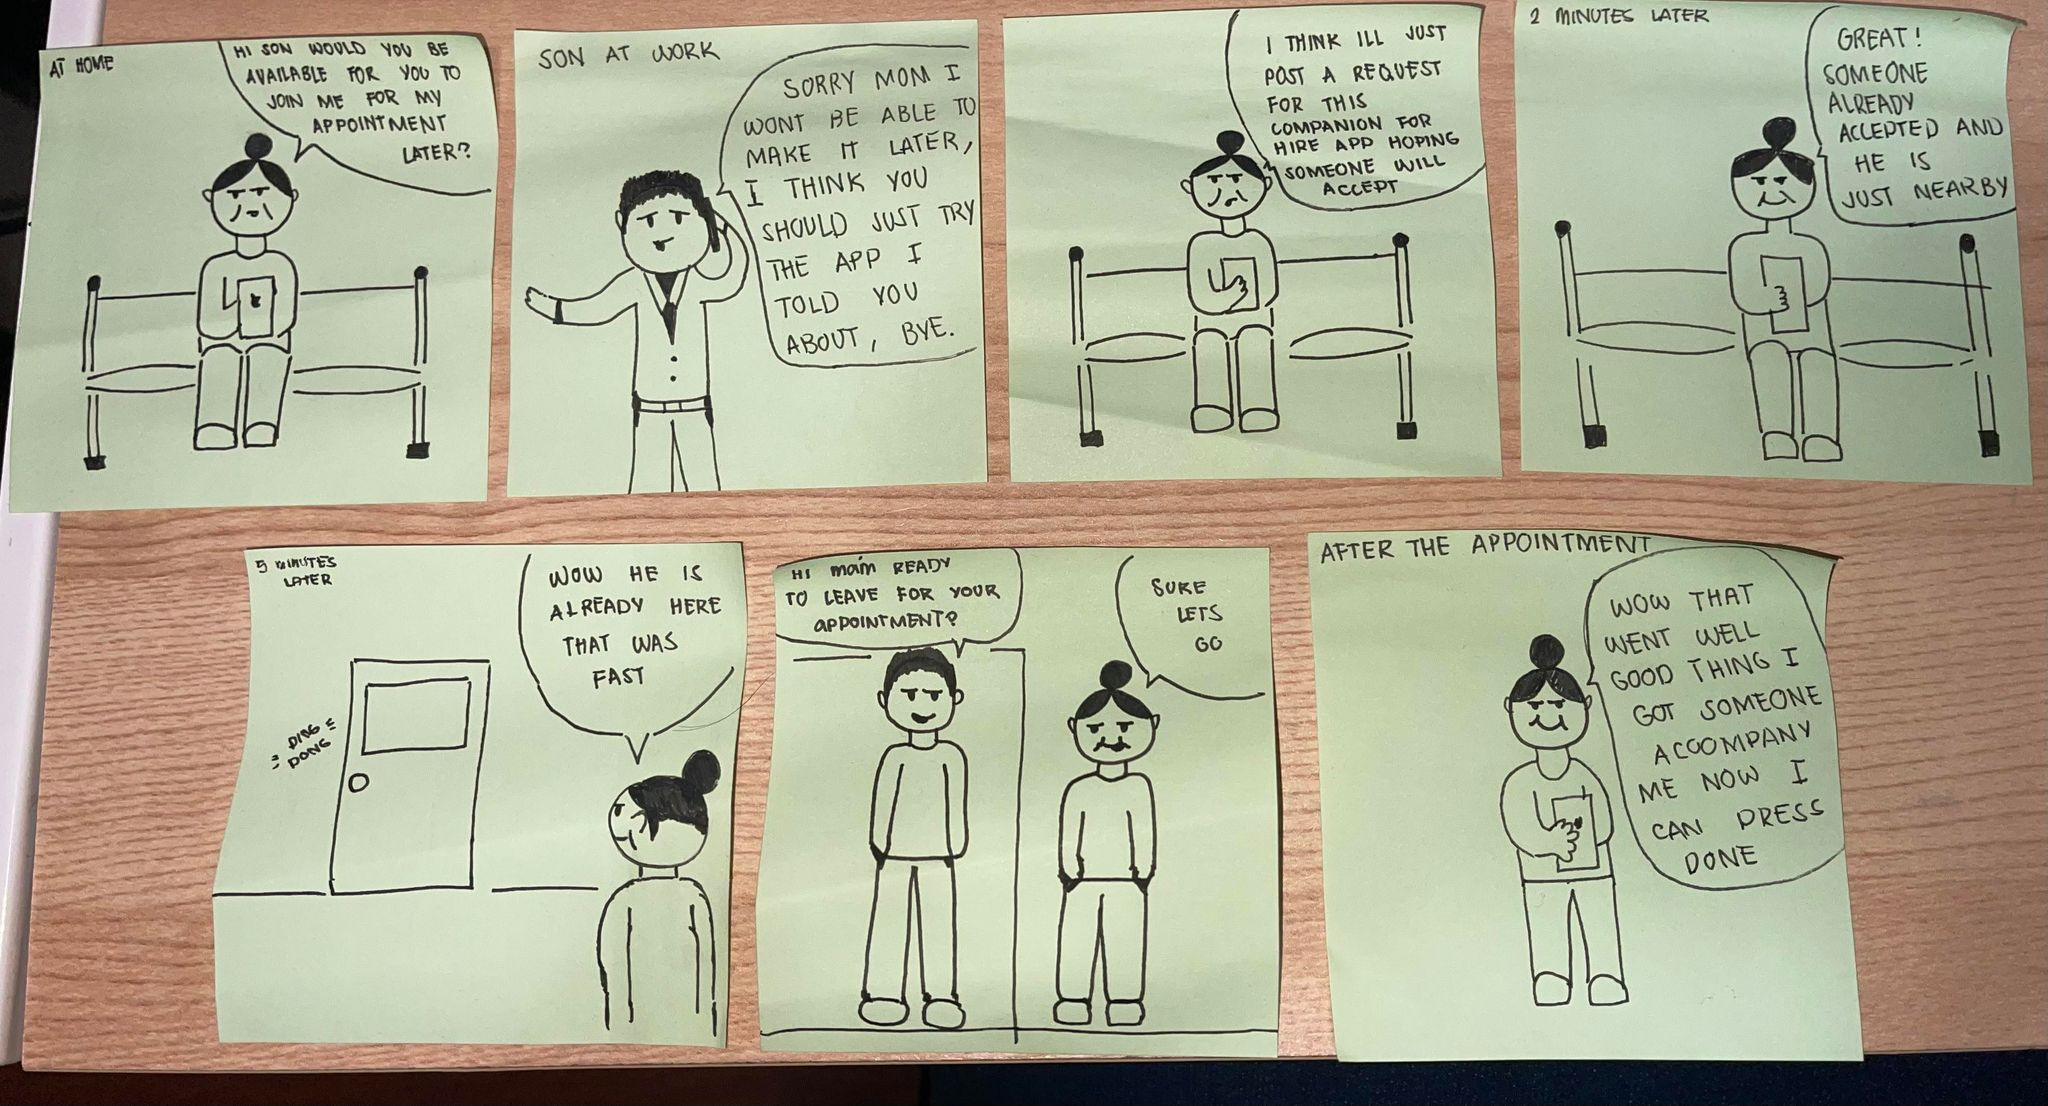 AT HOME
HI SON WOULD YOU BE
AVAILABLE FOR YOU TO
JOIN ME FOR MY
APPOINTMENT
LATER?
SON AT WORK
SORRY MOM I
WONT BE ABLE TO
MAKE IT LATER,
I THINK YOU
SHOULD JUST TRY
THE APP I
TOLD YOU
ABOUT, BYE.
I THINK ILL JUST
POST A REQUEST
FOR THIS
COMPANION FOR
HIRE APP HOPING
SOMEONE WILL
ACCEPT
2 MINUTES LATER
GREAT!
SOMEONE
ALREADY
ACCEPTED AND
HE IS
JUST NEARBY
5 MINUTES
LATER
WOW HE IS
ALREADY HERE
THAT WAS
FAST
DING
DONG
HI mam READY
TO LEAVE FOR YOUR
APPOINTMENT?
SURE
LETS
GO
AFTER THE APPOINTMENT
WOW THAT
WENT WELL
GOOD THING I
GOT SOMEONE
ACCOMPANY
ME NOW I
CAN PRESS
DONE